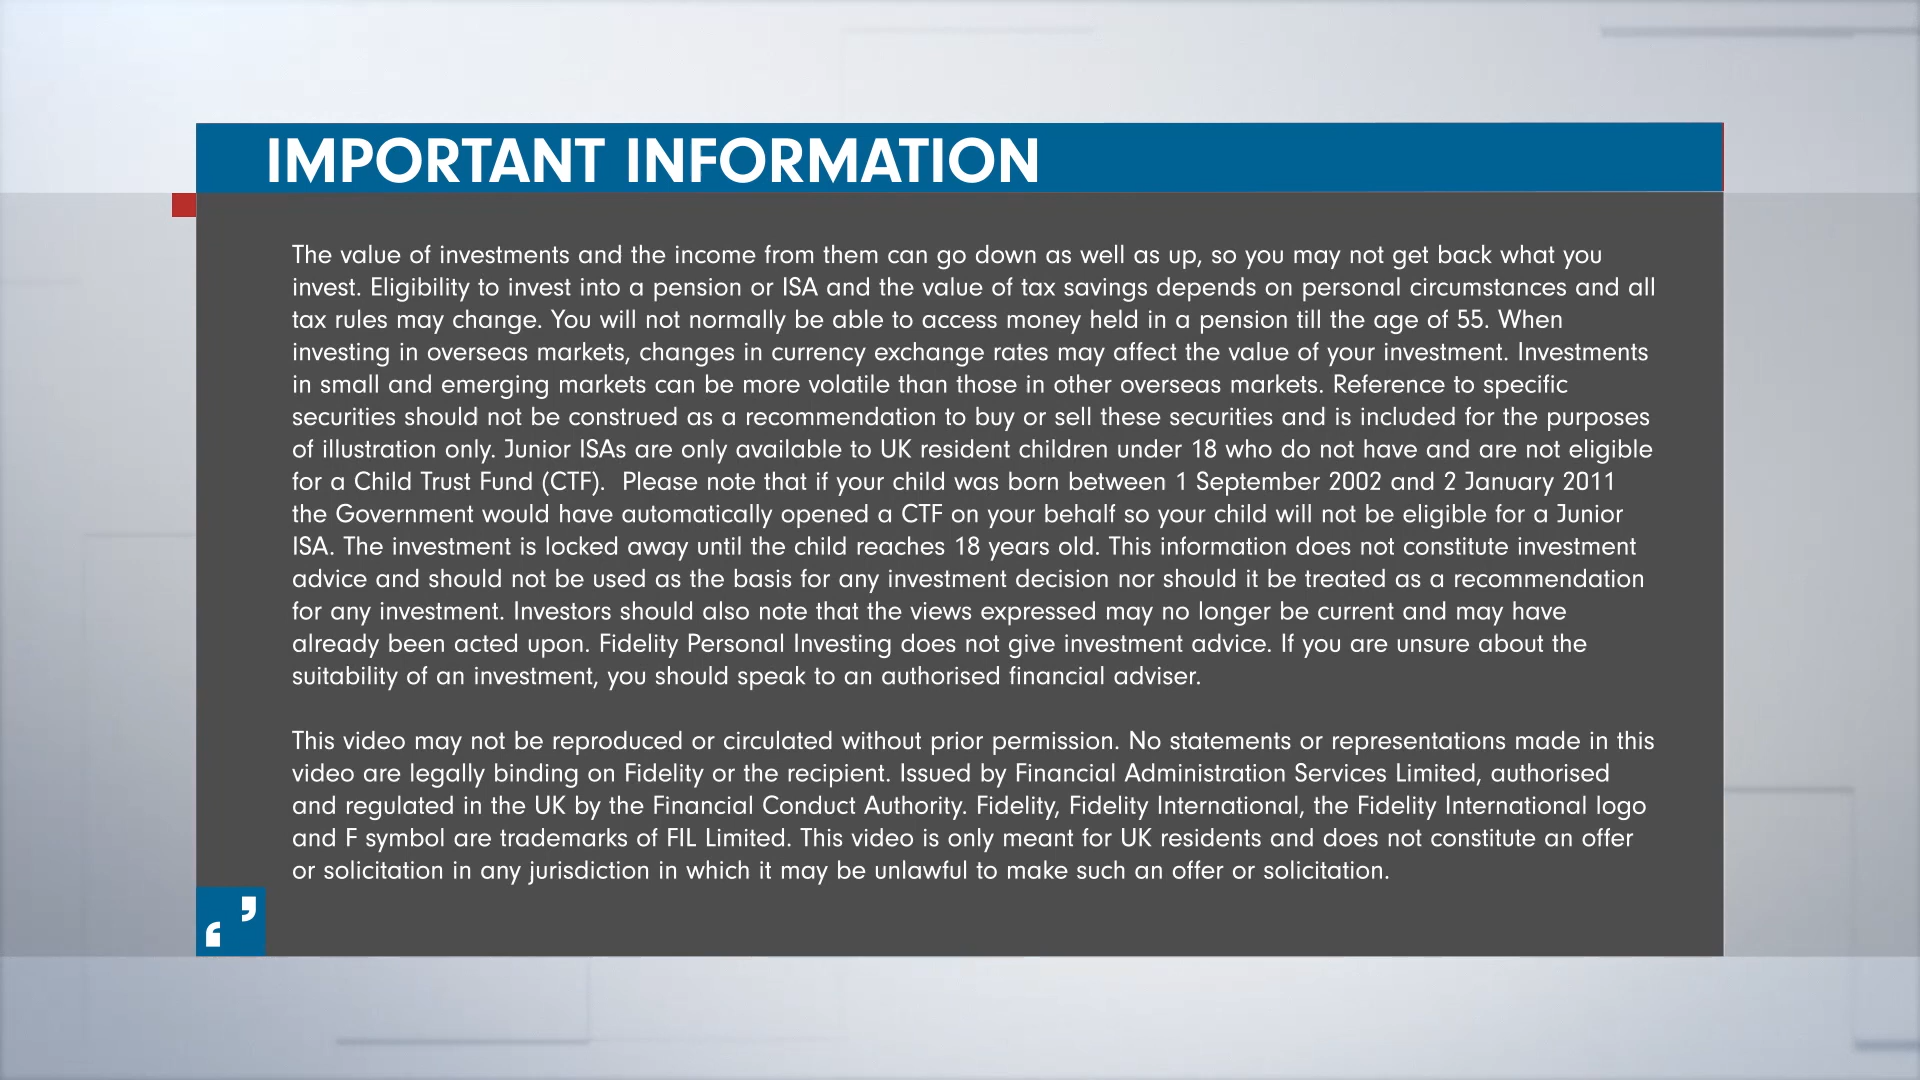 IMPORTANT INFORMATION
The value of investments and the income from them can go down as well as up, so you may not get back what you
invest. Eligibility to invest into a pension or ISA and the value of tax savings depends on personal circumstances and all
tax rules may change. You will not normally be able to access money held in a pension till the age of 55. When
investing in overseas markets, changes in currency exchange rates may affect the value of your investment. Investments
in small and emerging markets can be more volatile than those in other overseas markets. Reference to specific
securities should not be construed as a recommendation to buy or sell these securities and is included for the purposes
of illustration only. Junior ISAs are only available to UK resident children under 18 who do not have and are not eligible
for a Child Trust Fund (CTF).  Please note that if your child was born between 1 September 2002 and 2 January 2011
the Government would have automatically opened a CTF on your behalf so your child will not be eligible for a Junior
ISA. The investment is locked away until the child reaches 18 years old. This information does not constitute investment
advice and should not be used as the basis for any investment decision nor should it be treated as a recommendation
for any investment. Investors should also note that the views expressed may no longer be current and may have
already been acted upon. Fidelity Personal Investing does not give investment advice. If you are unsure about the
suitability of an investment, you should speak to an authorised financial adviser.
This video may not be reproduced or circulated without prior permission. No statements or representations made in this
video are legally binding on Fidelity or the recipient. Issued by Financial Administration Services Limited, authorised
and regulated in the UK by the Financial Conduct Authority. Fidelity, Fidelity International, the Fidelity International logo
and F symbol are trademarks of FIL Limited. This video is only meant for UK residents and does not constitute an offer
or solicitation in any jurisdiction in which it may be unlawful to make such an offer or solicitation.